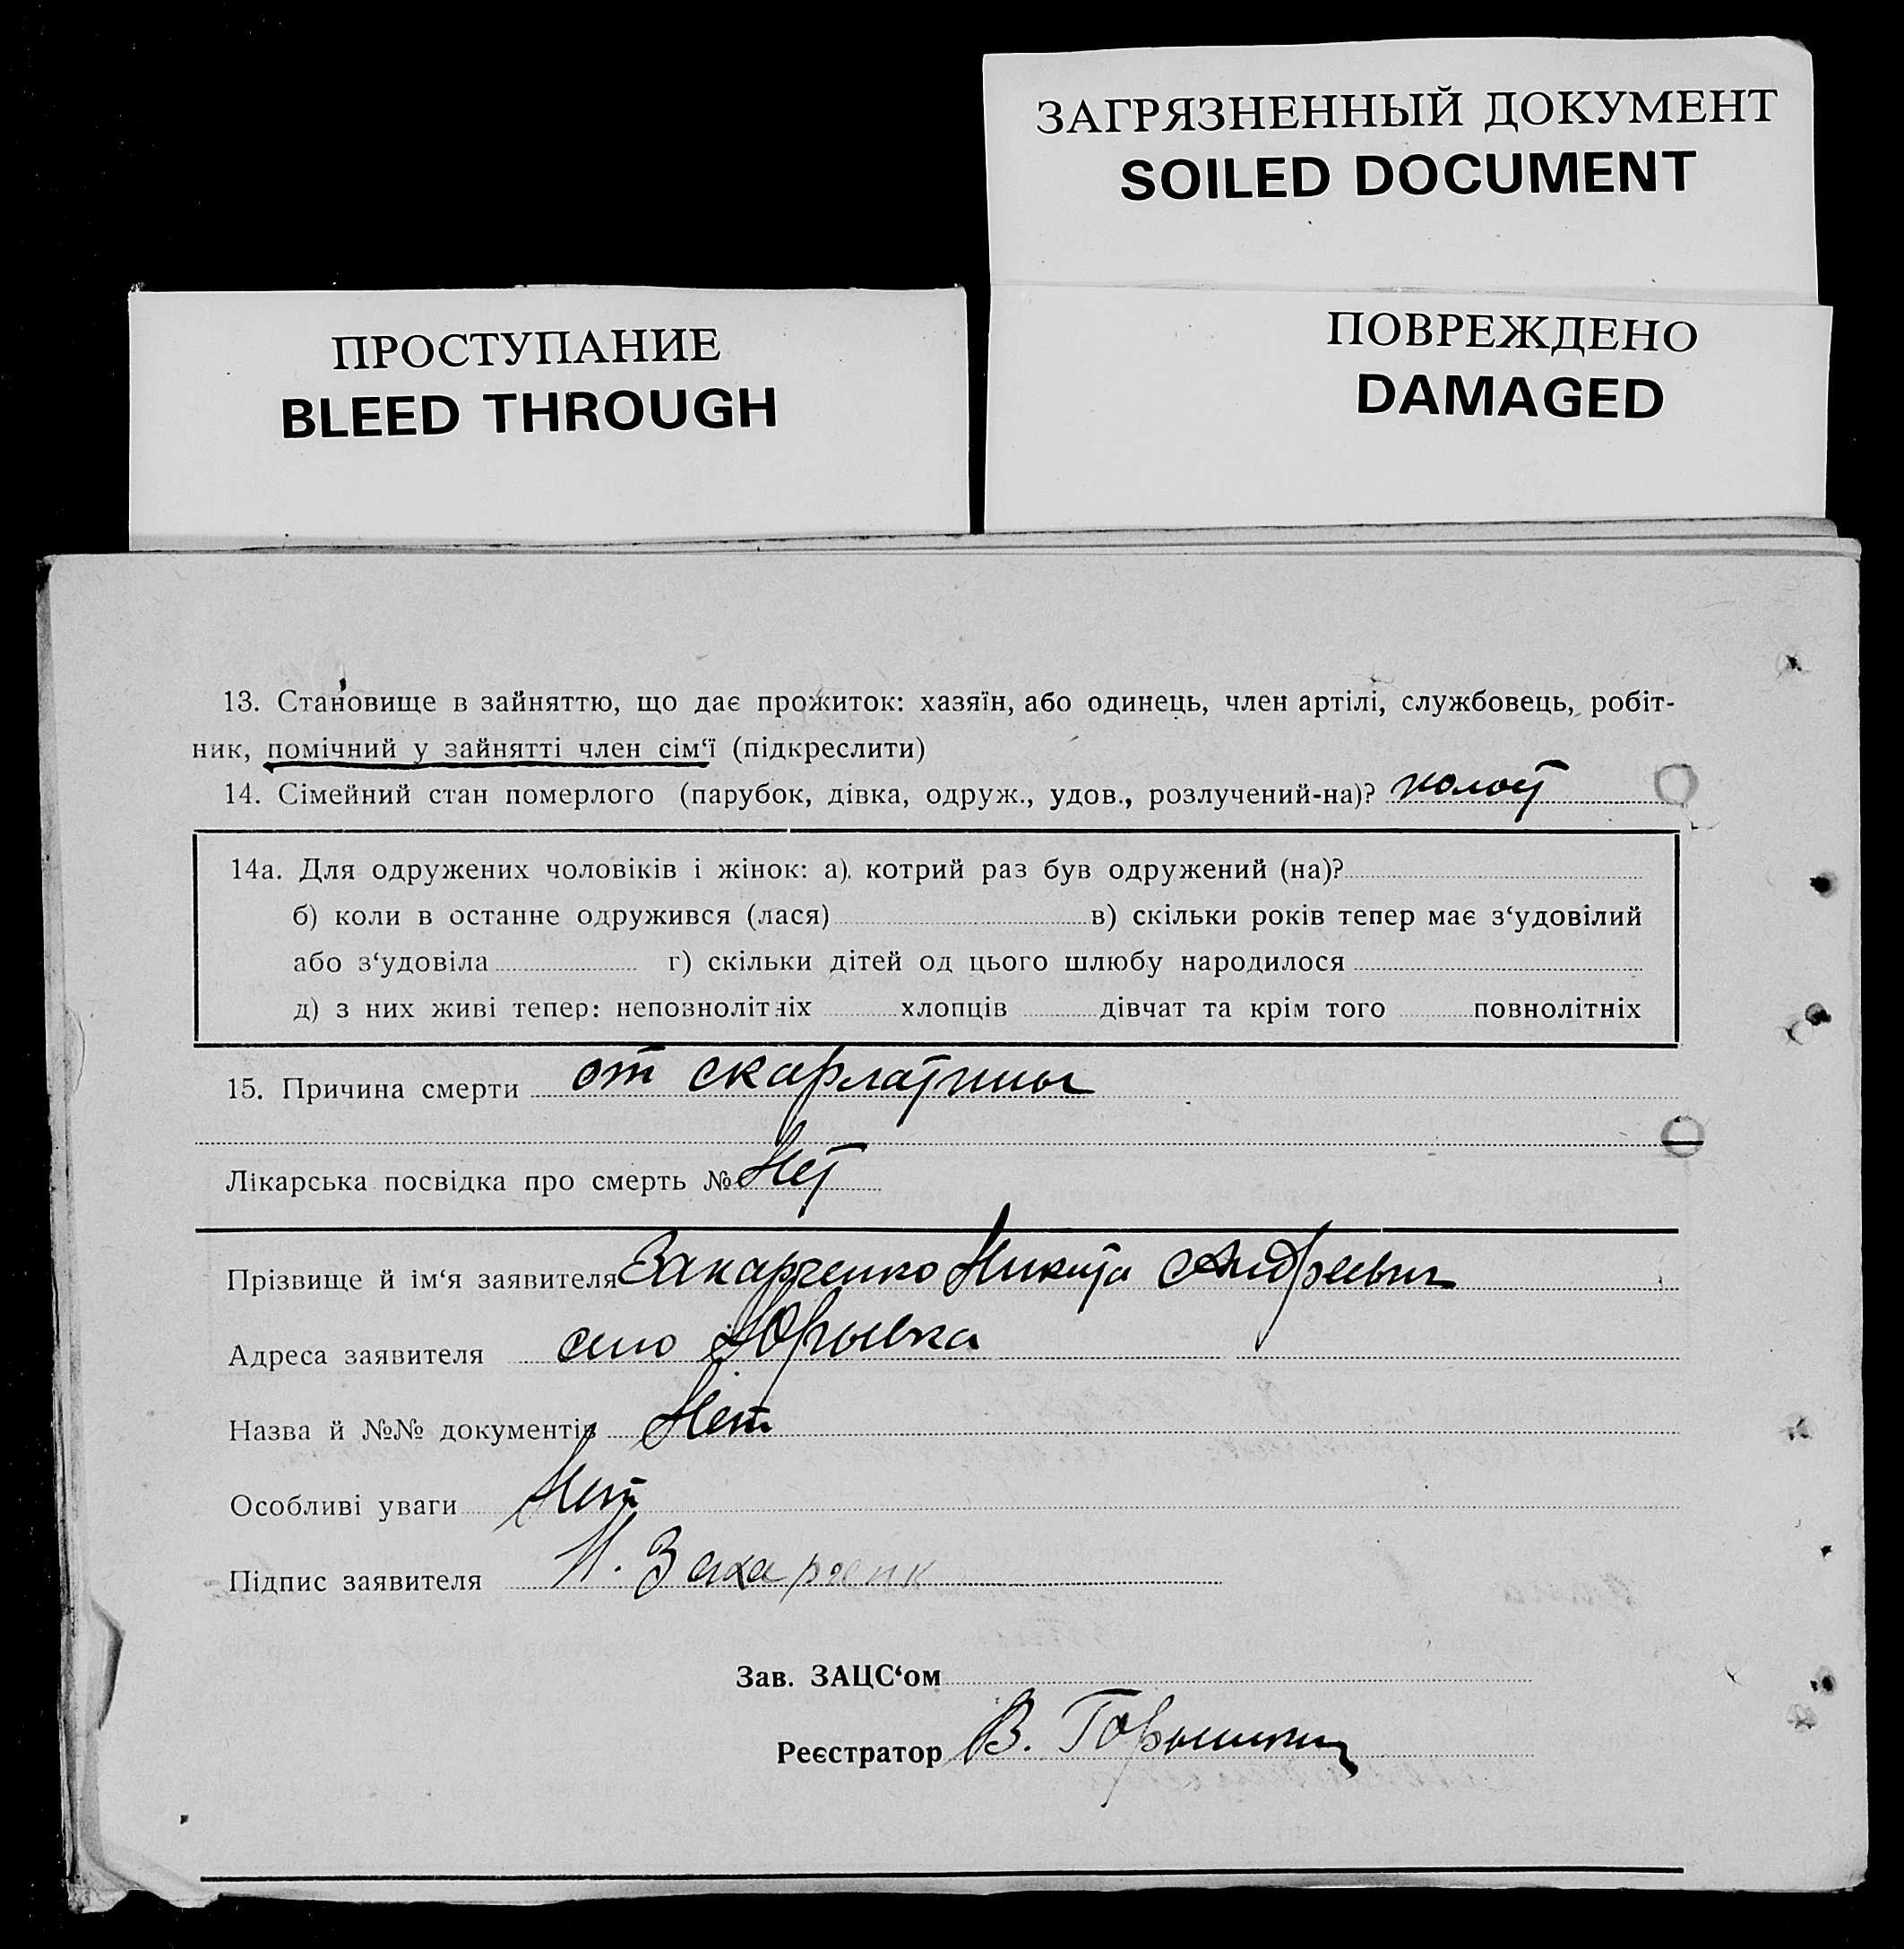 ЗАГРЯЗНЕННЫЙ ДОКУМЕНТ
SOILED DOCUMENT
ПРОСТУПАНИЕ
BLEED THROUGH
ПОВРЕЖДЕНО
DAMAGED
13. Становище в зайняттю, що дає прожиток: хазяїн, або одинець, член артілі, службовець, робіт-
ник, помічний у зайнятті член сім‘ї (підкреслити)
14. Сімейний стан померлого (парубок, дівка, одруж., удов., розлучений-на)? холост
14а. Для одружених чоловіків і жінок: а). котрий раз був одружений (на)?
б) коли в останне одружився (лася) в) скільки років тепер має з‘удовілий
або з‘удовіла г) скільки дітей од цього шлюбу народилося
д) з них живі тепер: неповнолітніх хлопців дівчат та крім того повнолітніх
15. Причина смерти от скарлатины
Лікарська посвідка про смерть № Нет
Прізвище й ім‘я заявителя Захарченко Никита Андреевич
Адреса заявителя село Юрьевка
Назва й №№ документів Нет
Особливі уваги Нет
Підпис заявителя Н. Захарченк
Зав. ЗАЦС‘ом
Реєстратор В.